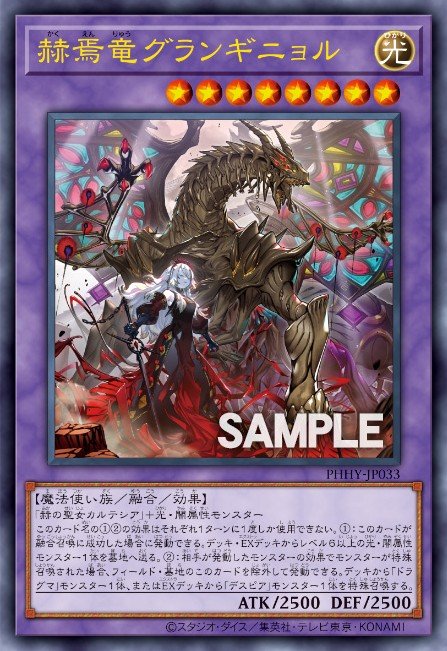 赫焉竜グランギニョル
かく えん りゅう
ひかり
光
SAMPLE
PHHY-JP033
【魔法使い族／融合／効果】
「赫の聖女カルテシア」＋光・闇属性モンスター
このカード名の①②の効果はそれぞれ1ターンに1度しか使用できない。①：このカードが
融合召喚に成功した場合に発動できる。デッキ・EXデッキからレベル6以上の光・闇属性
モンスター1体を墓地へ送る。②：相手が発動したモンスターの効果でモンスターが特殊
召喚された場合、フィールド・墓地のこのカードを除外して発動できる。デッキから「ド
ラグマ」モンスター1体、またはEXデッキから「デスピア」モンスター1体を特殊召喚する。
ATK/2500 DEF/2500
©スタジオ・ダイス／集英社・テレビ東京・KONAMI